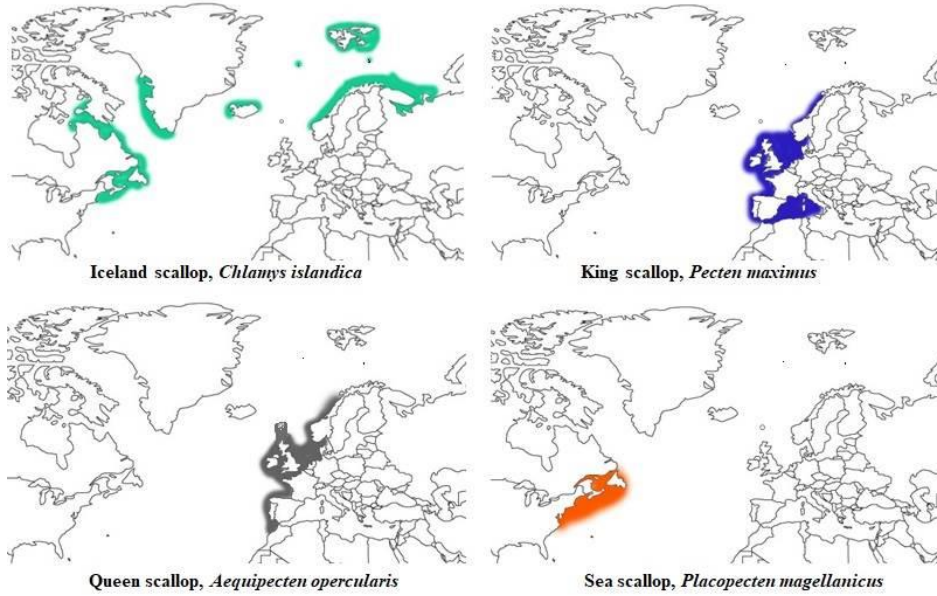 Iceland scallop, Chlamys islandica
King scallop, Pecten maximus
Queen scallop, Aequipecten opercularis
Sea scallop, Placopecten magellanicus